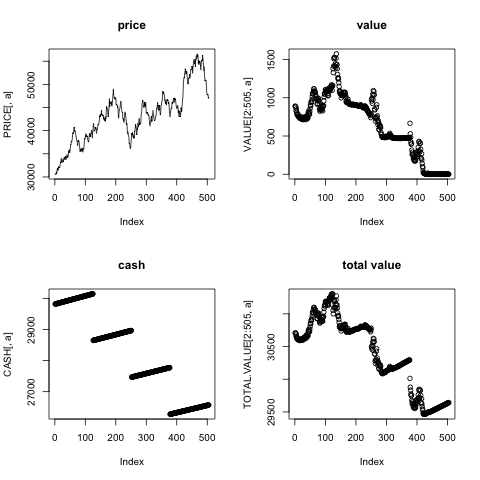 price
PRICE[, a]
30000 40000 50000
0 100 200 300 400 500
Index
value
VALUE[2:505, a]
0 500 1000 1500
0 100 200 300 400 500
Index
cash
CASH[, a]
27000 29000
0 100 200 300 400 500
Index
total value
TOTAL.VALUE[2:505, a]
29500 30500
0 100 200 300 400 500
Index